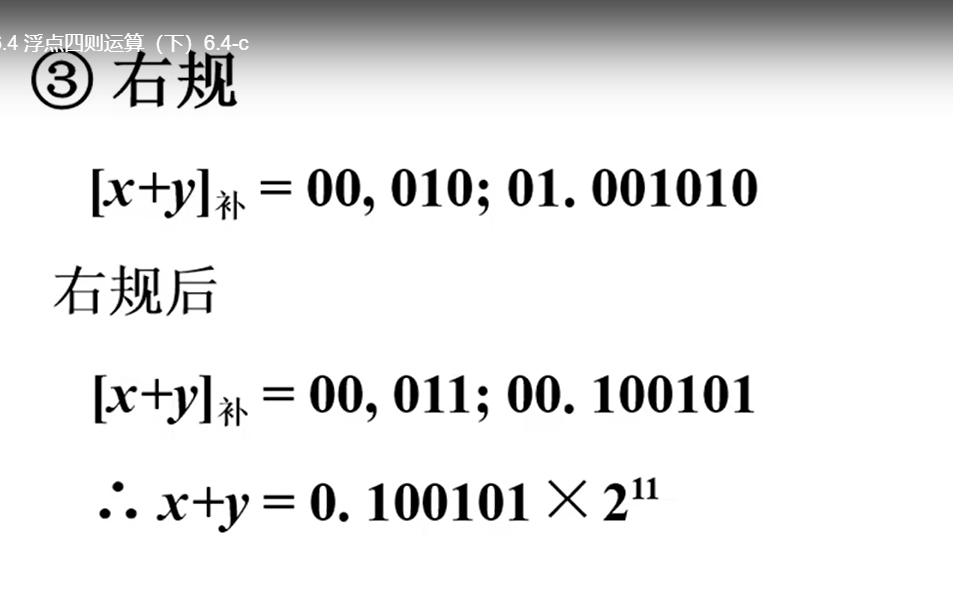 6.4 浮点四则运算（下）6.4-c
③ 右规
[x+y]补 = 00, 010; 01. 001010
右规后
[x+y]补 = 00, 011; 00. 100101
∴ x+y = 0. 100101 × 2¹¹